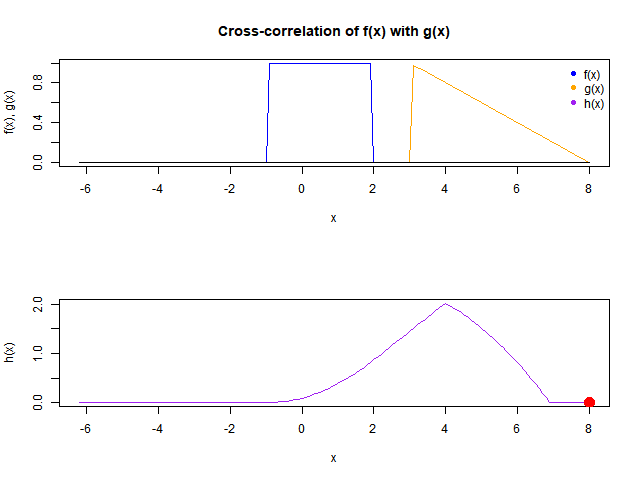 Cross-correlation of f(x) with g(x)
f(x), g(x)
0.0 0.4 0.8
f(x)
g(x)
h(x)
-6 -4 -2 0 2 4 6 8
x
h(x)
0.0 1.0 2.0
-6 -4 -2 0 2 4 6 8
x